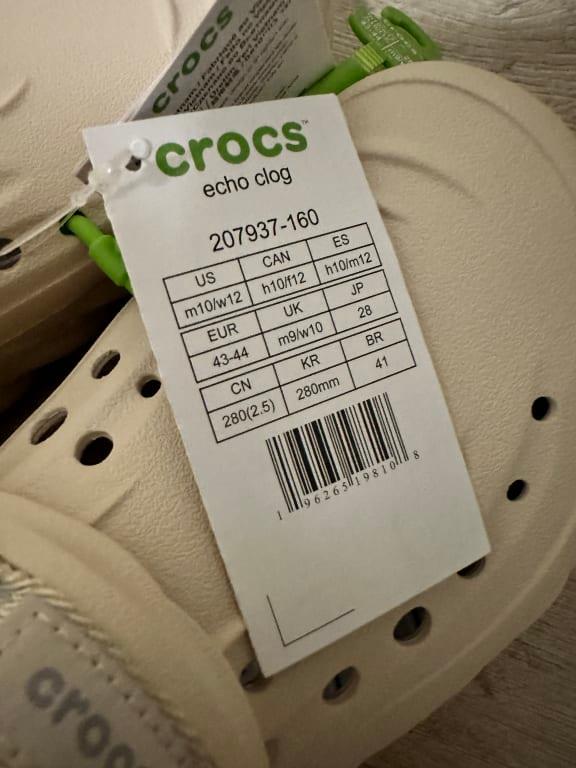 crocs
crocs™
echo clog
207937-160
US CAN ES
m10/w12 h10/f12 h10/m12
EUR UK JP
43-44 m9/w10 28
CN KR BR
280(2.5) 280mm 41
1 96265 19810 8
crocs